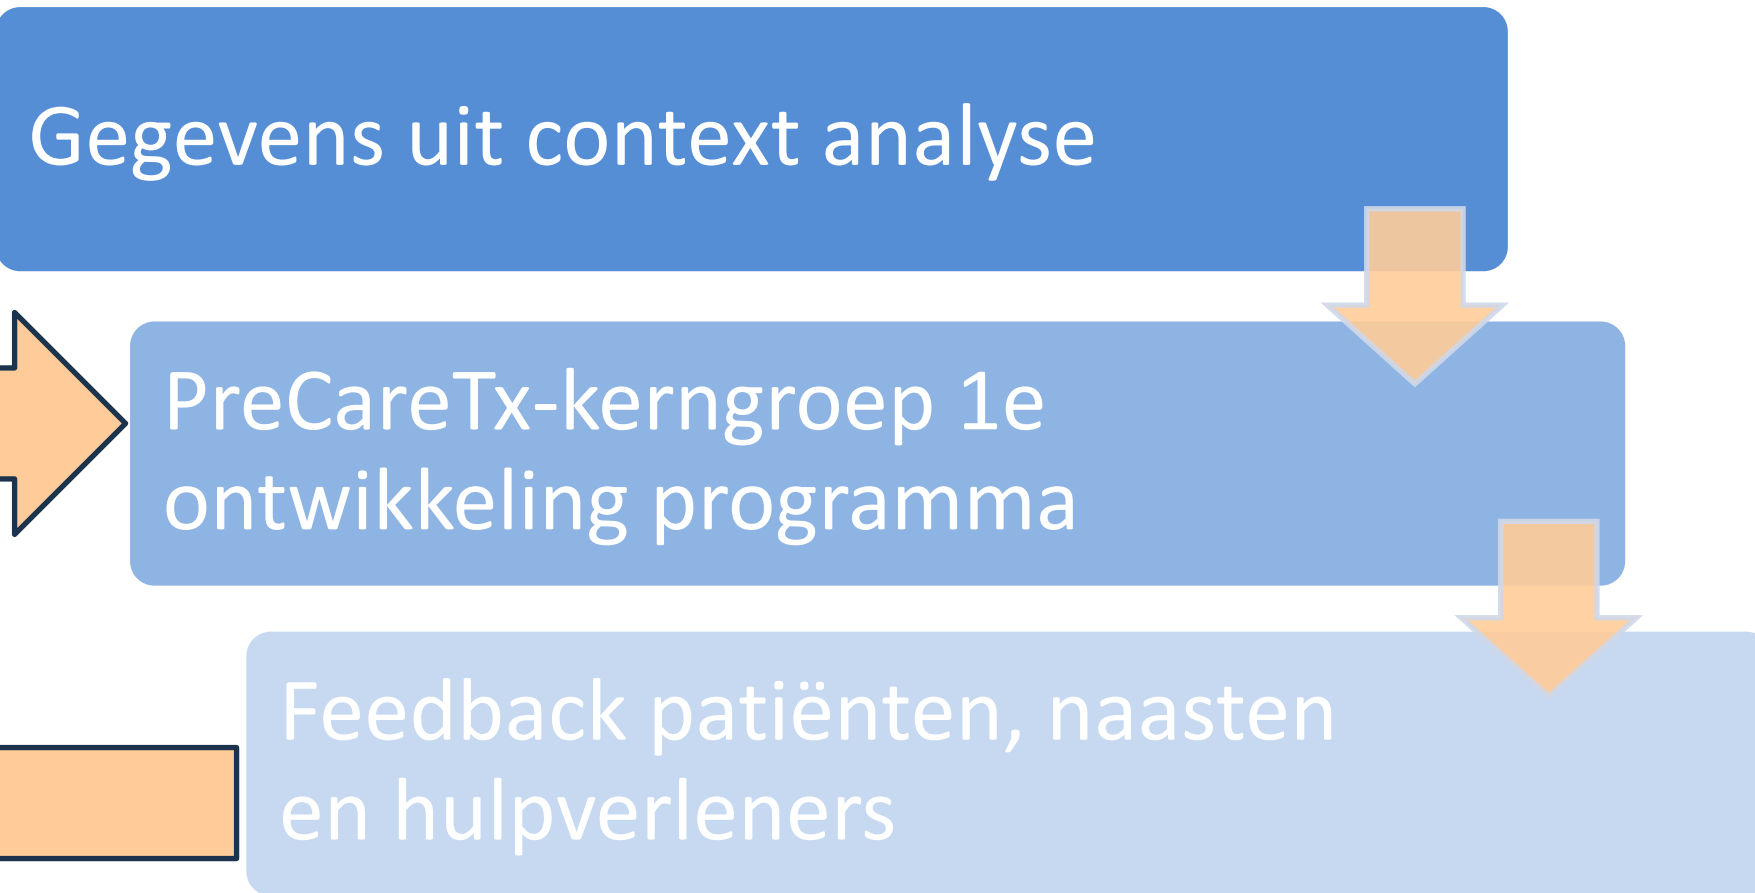 Gegevens uit context analyse
PreCareTx-kerngroep 1e
ontwikkeling programma
Feedback patiënten, naasten
en hulpverleners